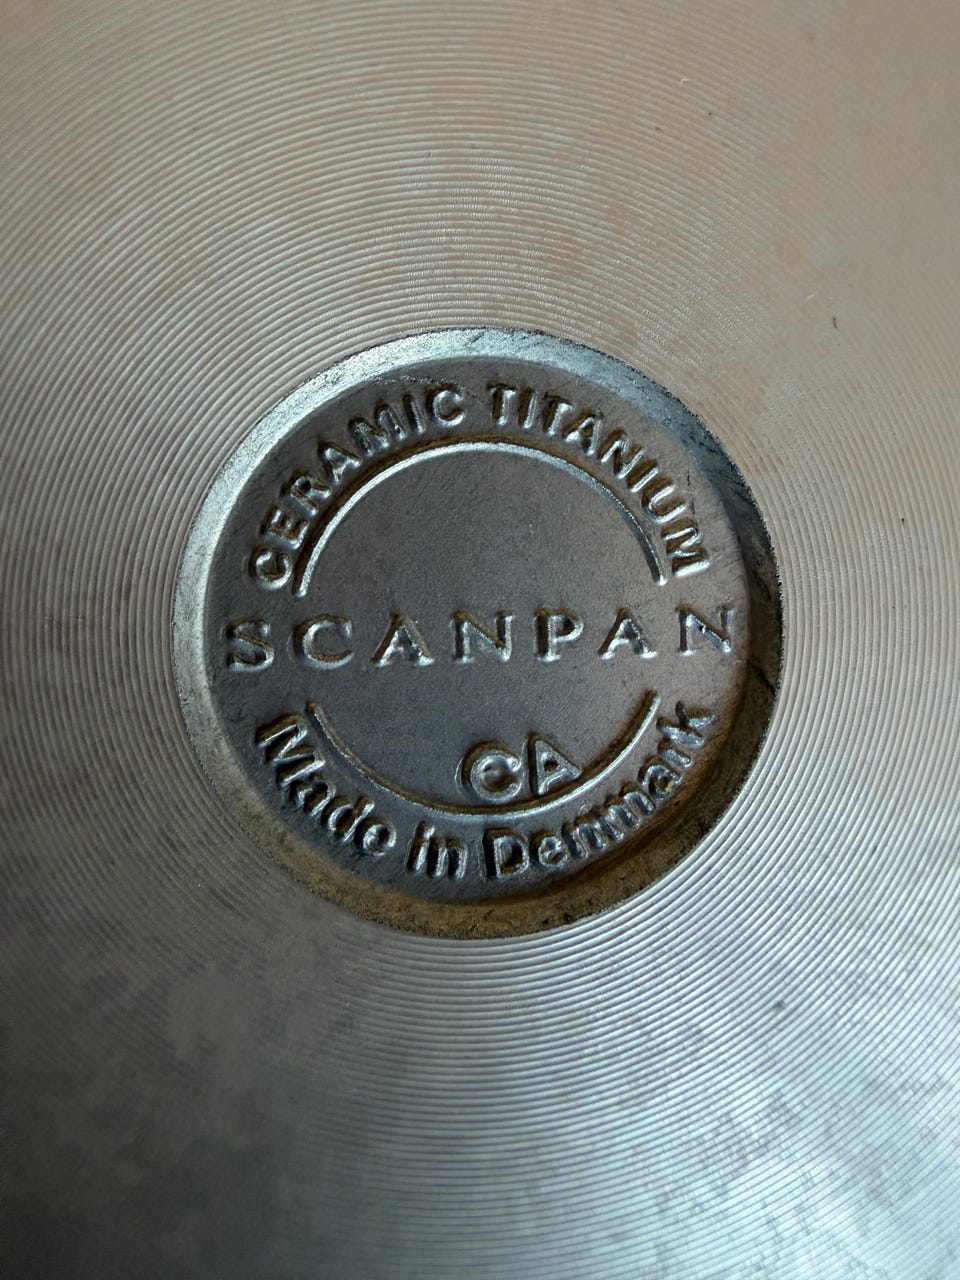 CERAMIC TITANIUM
SCANPAN
CA
Made in Denmark